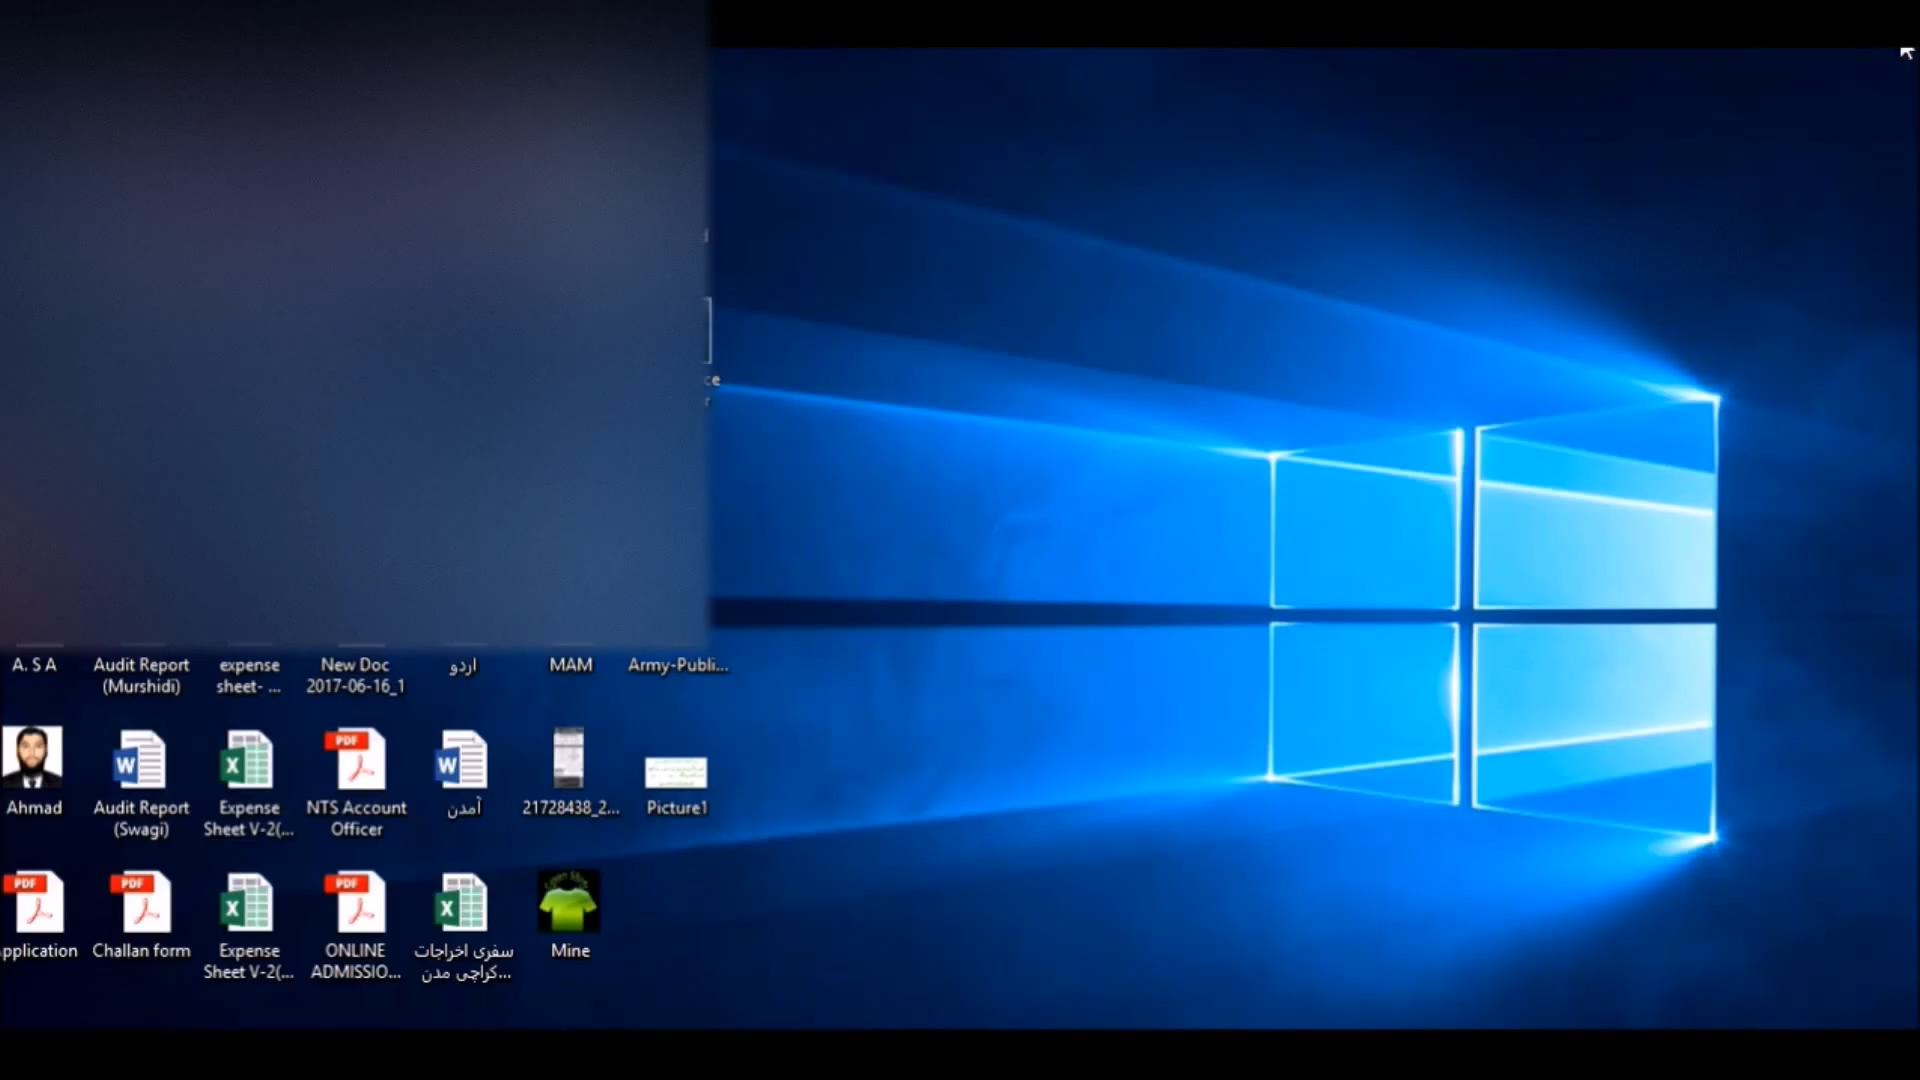 A. S A
Audit Report
(Murshidi)
expense
sheet- ...
New Doc
2017-06-16_1
اردو
MAM
Army-Publi...
Ahmad
Audit Report
(Swagi)
Expense
Sheet V-2(...
NTS Account
Officer
آمدن
21728438_2...
Picture1
pplication
Challan form
Expense
Sheet V-2(...
ONLINE
ADMISSIO...
سفری اخراجات
کراچی مدن...
Mine